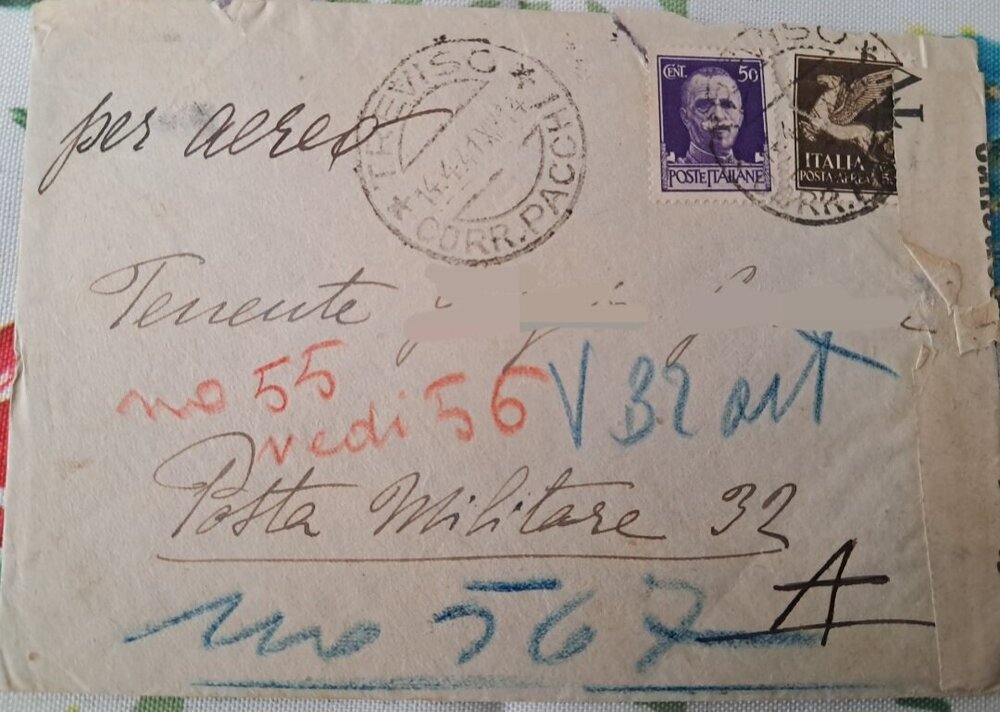 per aereo
TREVISO * CORR. PACCHI *
14.4.41
CENT. 50
POSTE ITALIANE
ITALIA
POSTA AEREA
Tenente
no 55
vedi 56
V 32 art
Posta Militare 32
A
no 567